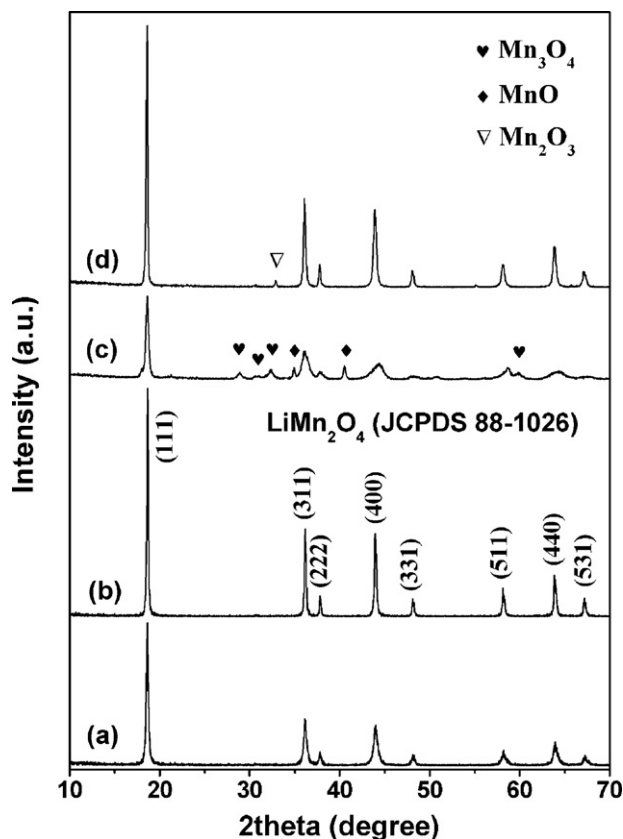 ♥ Mn₃O₄
♦ MnO
▽ Mn₂O₃
(d)
(c)
LiMn₂O₄ (JCPDS 88-1026)
(111)
(311)
(222)
(400)
(331)
(511)
(440)
(531)
(b)
(a)
Intensity (a.u.)
10 20 30 40 50 60 70
2theta (degree)